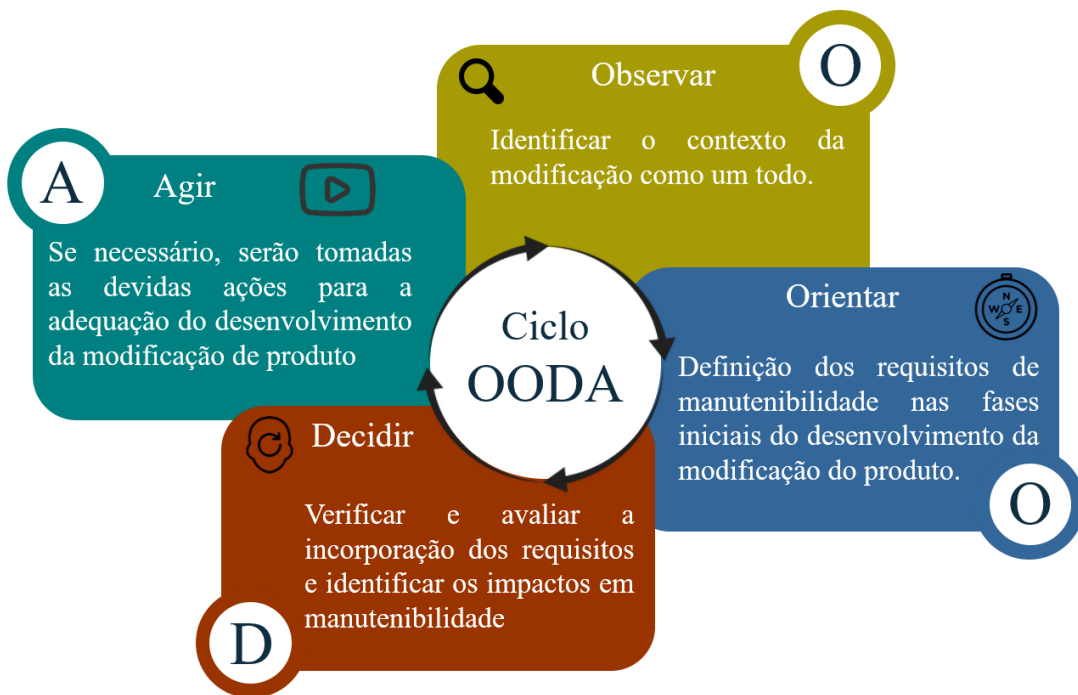 O
Observar
Identificar o contexto da
modificação como um todo.
A
Agir
Se necessário, serão tomadas
as devidas ações para a
adequação do desenvolvimento
da modificação de produto
Ciclo
OODA
Orientar
N
W E
S
Definição dos requisitos de
manutenibilidade nas fases
iniciais do desenvolvimento da
modificação do produto.
O
Decidir
Verificar e avaliar a
incorporação dos requisitos
e identificar os impactos em
manutenibilidade
D